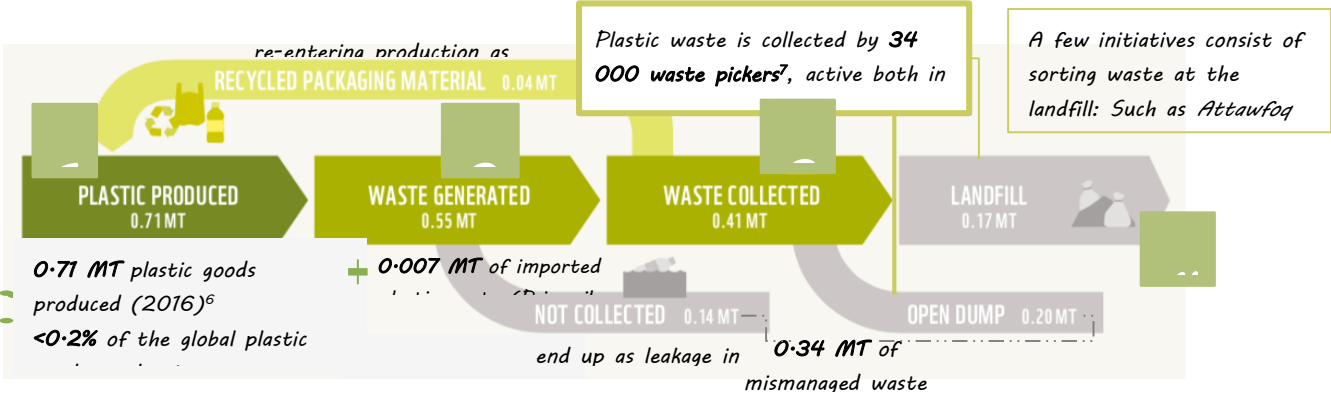 re-entering production as
RECYCLED PACKAGING MATERIAL 0.04 MT
Plastic waste is collected by 34
000 waste pickers⁷, active both in
A few initiatives consist of
sorting waste at the
landfill: Such as Attawfoq
PLASTIC PRODUCED
0.71 MT
WASTE GENERATED
0.55 MT
WASTE COLLECTED
0.41 MT
LANDFILL
0.17 MT
0.71 MT plastic goods
produced (2016)⁶
<0.2% of the global plastic
+
0.007 MT of imported
NOT COLLECTED 0.14 MT
OPEN DUMP 0.20 MT
end up as leakage in
0.34 MT of
mismanaged waste